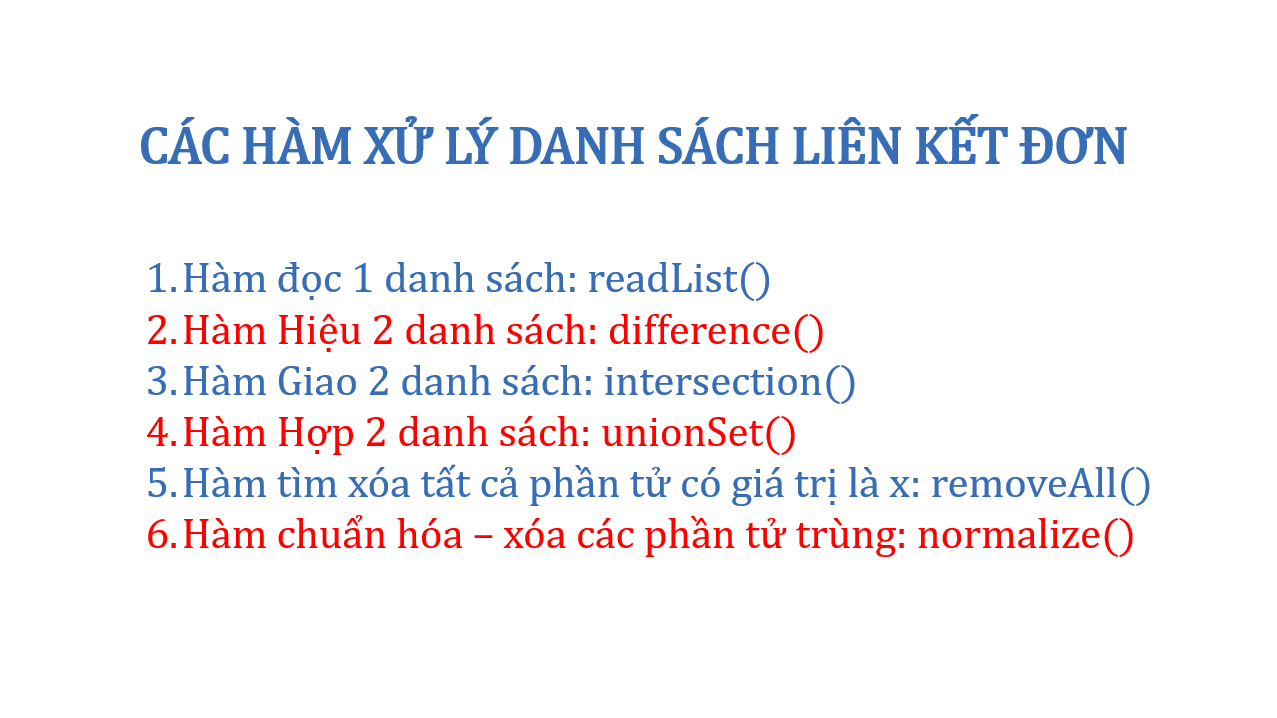 CÁC HÀM XỬ LÝ DANH SÁCH LIÊN KẾT ĐƠN
1. Hàm đọc 1 danh sách: readList()
2. Hàm Hiệu 2 danh sách: difference()
3. Hàm Giao 2 danh sách: intersection()
4. Hàm Hợp 2 danh sách: unionSet()
5. Hàm tìm xóa tất cả phần tử có giá trị là x: removeAll()
6. Hàm chuẩn hóa – xóa các phần tử trùng: normalize()